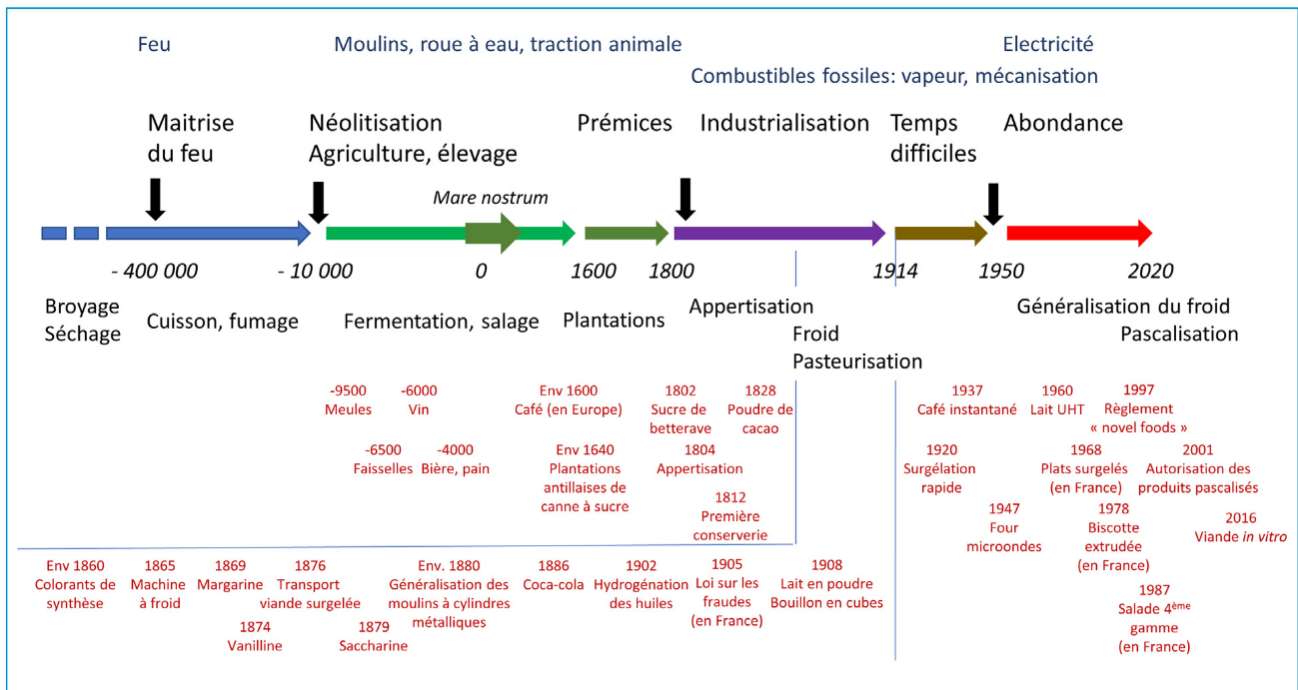 Feu
Moulins, roue à eau, traction animale
Electricité
Combustibles fossiles: vapeur, mécanisation
Maitrise
du feu
Néolitisation
Agriculture, élevage
Prémices
Industrialisation
Temps
difficiles
Abondance
Mare nostrum
- 400 000
- 10 000
0
1600
1800
1914
1950
2020
Broyage
Séchage
Cuisson, fumage
Fermentation, salage
Plantations
Appertisation
Froid
Pasteurisation
Généralisation du froid
Pascalisation
-9500
Meules
-6000
Vin
Env 1600
Café (en Europe)
1802
Sucre de
betterave
1828
Poudre de
cacao
1937
Café instantané
1960
Lait UHT
1997
Règlement
« novel foods »
-6500
Faisselles
-4000
Bière, pain
Env 1640
Plantations
antillaises de
canne à sucre
1804
Appertisation
1812
Première
conserverie
1920
Surgélation
rapide
1968
Plats surgelés
(en France)
2001
Autorisation des
produits pascalisés
1947
Four
microondes
1978
Biscotte
extrudée
(en France)
2016
Viande in vitro
1987
Salade 4ème
gamme
(en France)
Env 1860
Colorants de
synthèse
1865
Machine
à froid
1869
Margarine
1876
Transport
viande surgelée
Env. 1880
Généralisation des
moulins à cylindres
métalliques
1886
Coca-cola
1902
Hydrogénation
des huiles
1905
Loi sur les
fraudes
(en France)
1908
Lait en poudre
Bouillon en cubes
1874
Vanilline
1879
Saccharine